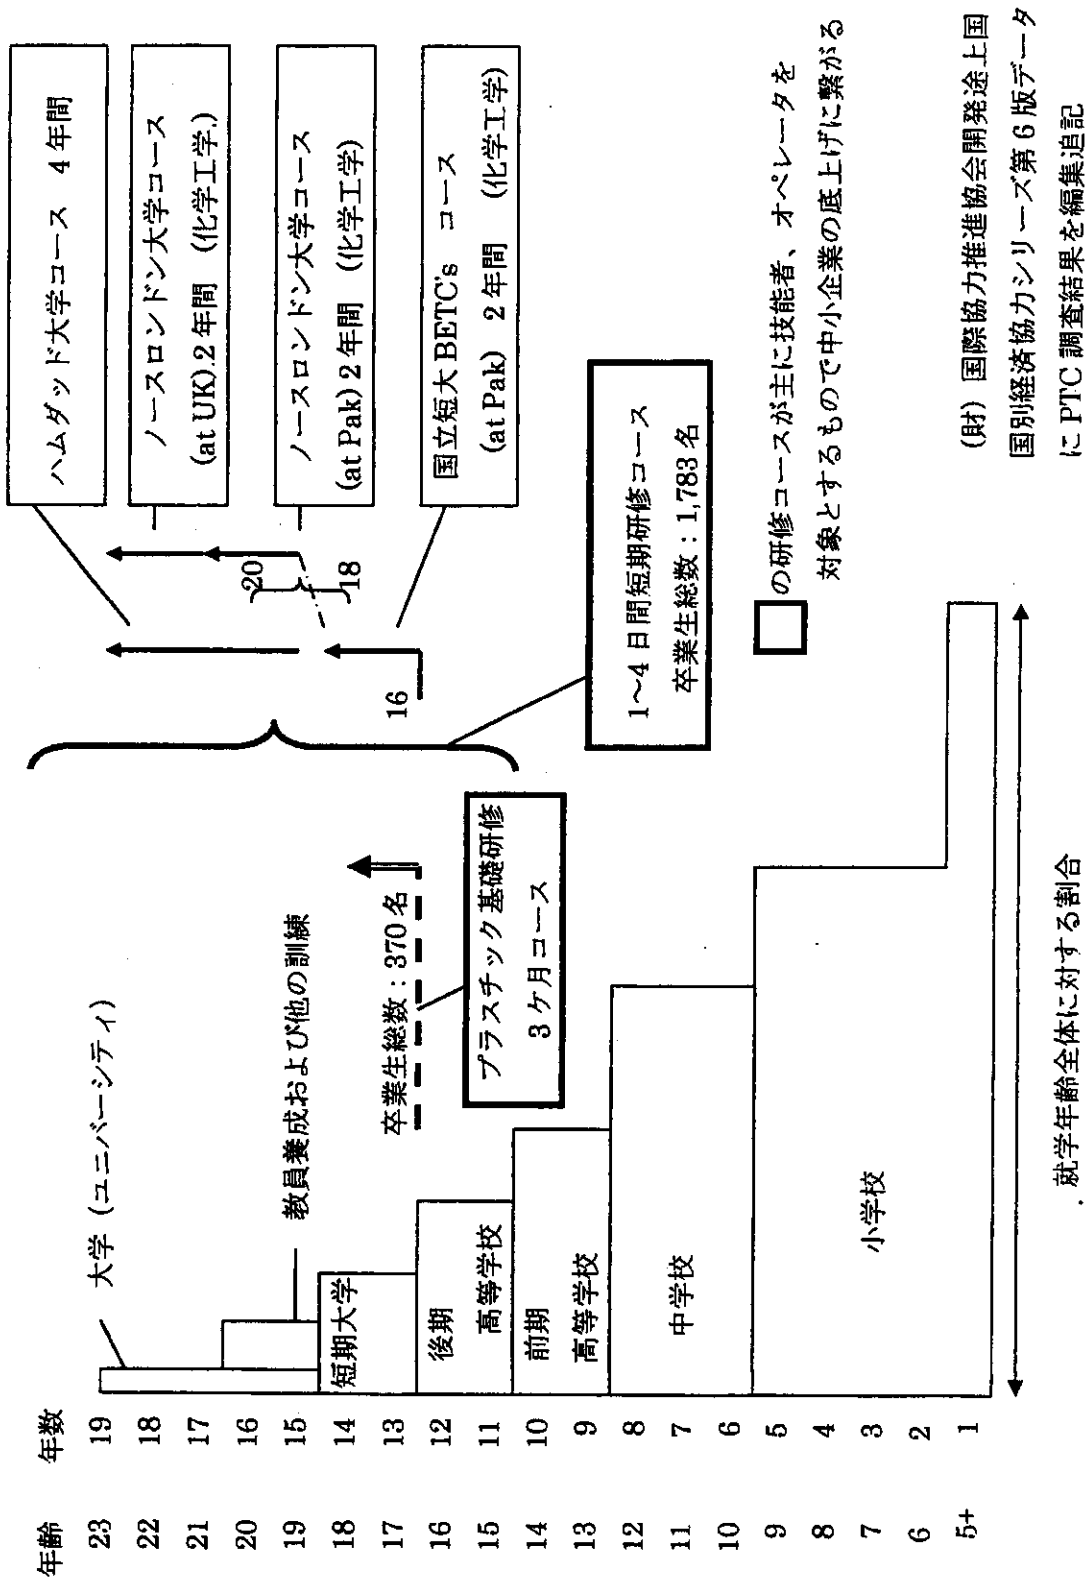 年齢 年数
23 19
22 18
21 17
20 16
19 15
18 14
17 13
16 12
15 11
14 10
13 9
12 8
11 7
10 6
9 5
8 4
7 3
6 2
5+ 1
大学 (ユニバーシティ)
教員養成および他の訓練
短期大学
後期
高等学校
前期
高等学校
中学校
小学校
就学年齢全体に対する割合
卒業生総数:370名
プラスチック基礎研修
3ケ月コース
16
20
18
1~4日間短期研修コース
卒業生総数:1,783名
ハムダッド大学コース 4年間
ノースロンドン大学コース
(at UK).2年間 (化学工学.)
ノースロンドン大学コース
(at Pak) 2年間 (化学工学)
国立短大BETC's コース
(at Pak) 2年間 (化学工学)
の研修コースが主に技能者、オペレータを
対象とするもので中小企業の底上げに繋がる
(財)国際協力推進協会開発途上国
国別経済協力シリーズ第6版データ
にPTC調査結果を編集追記